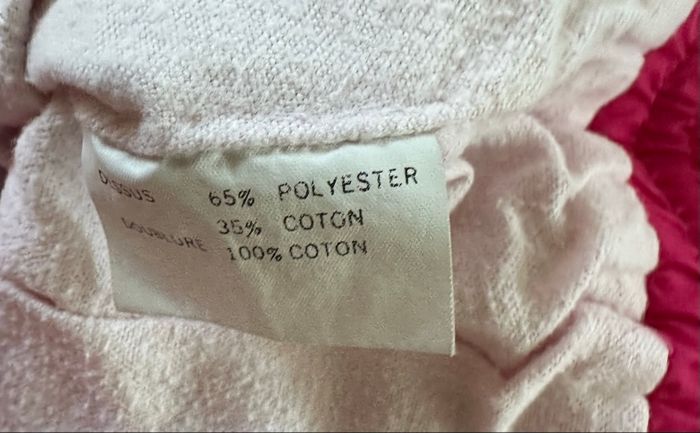 DESSUS 65% POLYESTER
35% COTON
DOUBLURE 100% COTON